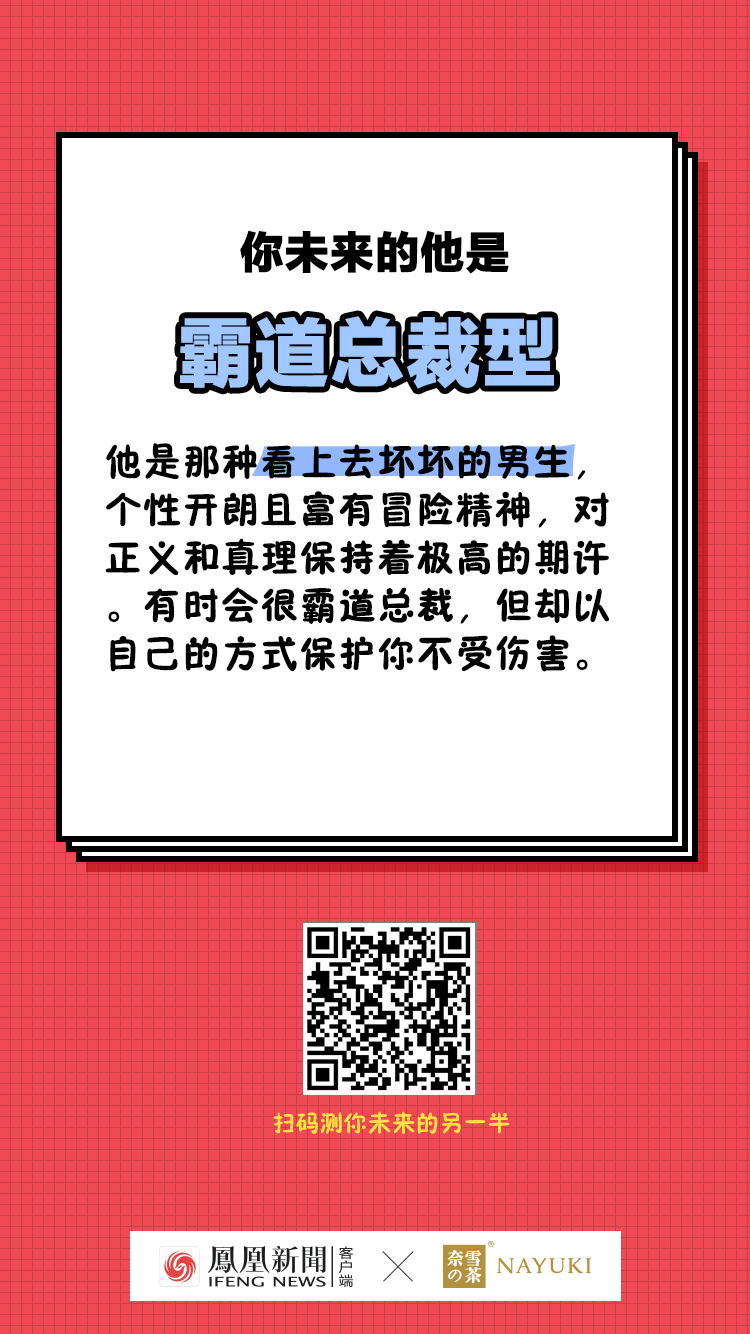 你未来的他是
霸道总裁型
他是那种看上去坏坏的男生，
个性开朗且富有冒险精神，对
正义和真理保持着极高的期许
。有时会很霸道总裁，但却以
自己的方式保护你不受伤害。
扫码测你未来的另一半
鳳凰新聞
IFENG NEWS
客户端
奈雪の茶
®
NAYUKI